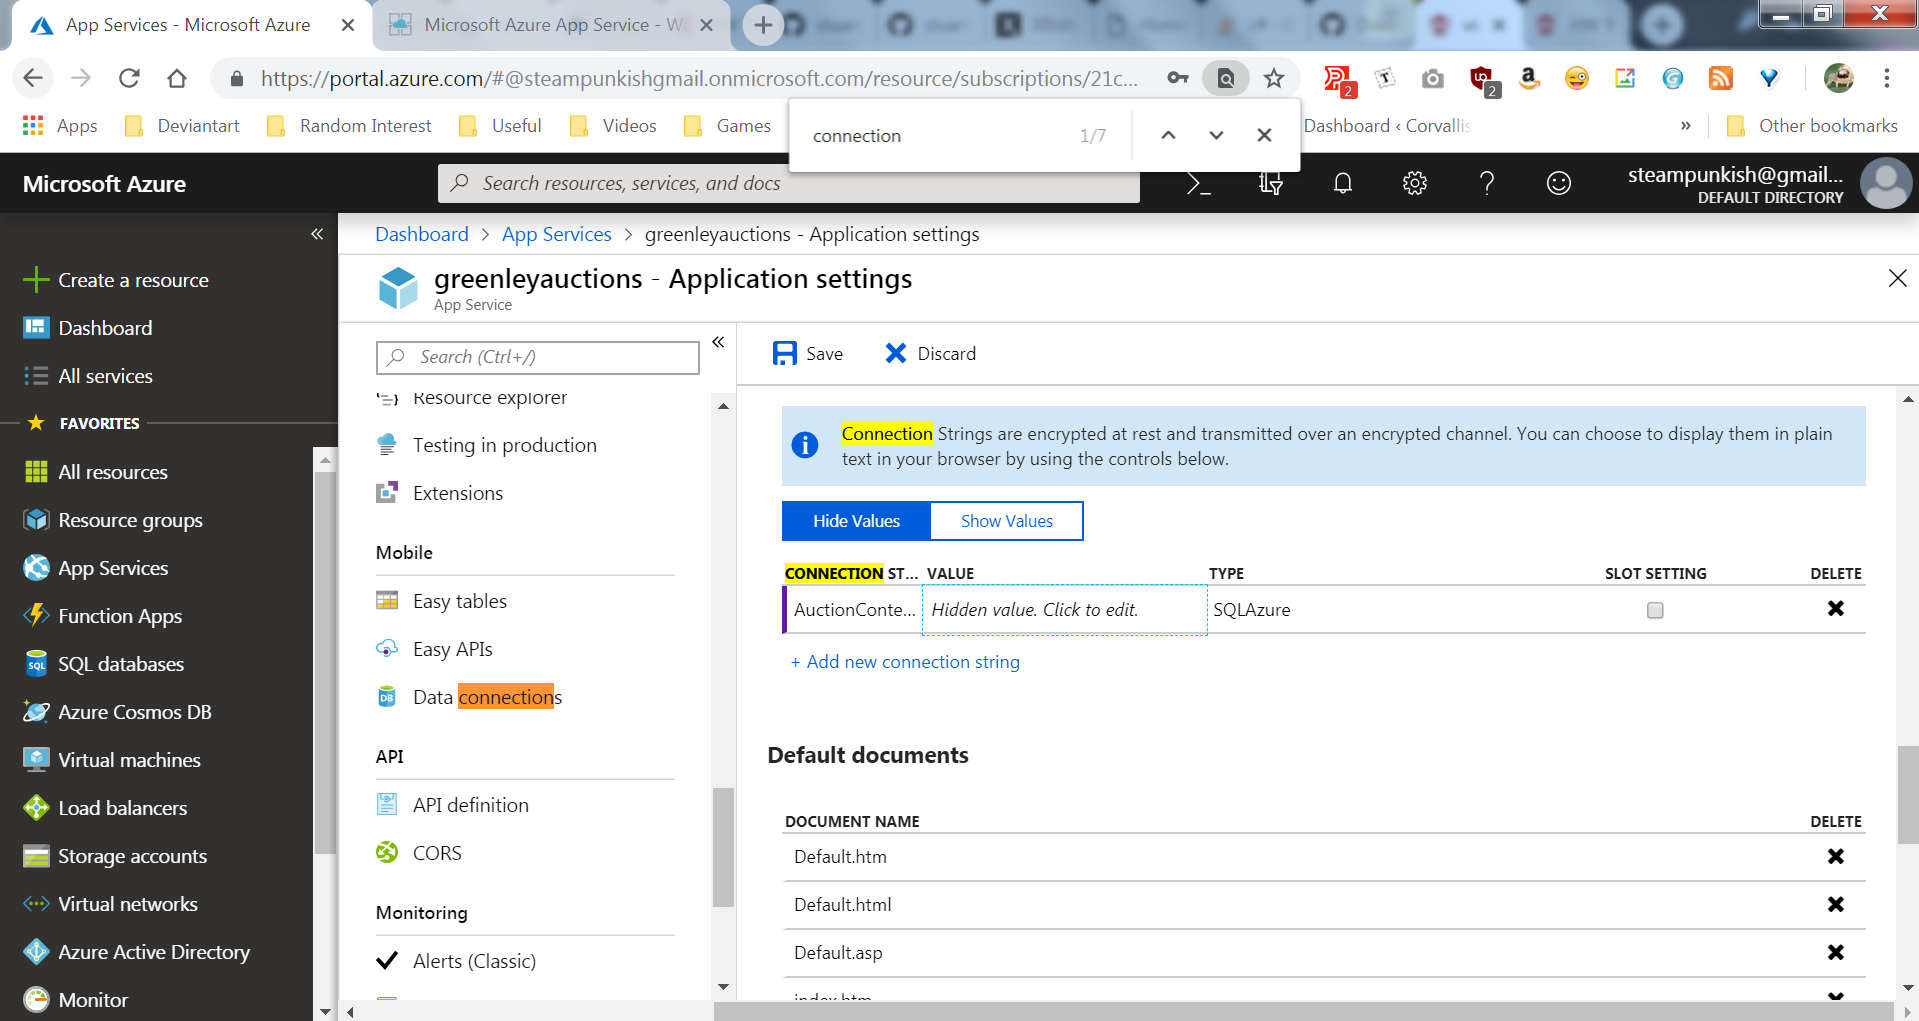 App Services - Microsoft Azure
Microsoft Azure App Service - We
https://portal.azure.com/#@steampunkishgmail.onmicrosoft.com/resource/subscriptions/21c...
2
2
Apps
Deviantart
Random Interest
Useful
Videos
Games
Dashboard ‹ Corvallis
»
Other bookmarks
connection
1/7
Microsoft Azure
Search resources, services, and docs
steampunkish@gmail...
DEFAULT DIRECTORY
Create a resource
Dashboard
All services
FAVORITES
All resources
Resource groups
App Services
Function Apps
SQL databases
Azure Cosmos DB
Virtual machines
Load balancers
Storage accounts
Virtual networks
Azure Active Directory
Monitor
Dashboard > App Services > greenleyauctions - Application settings
greenleyauctions - Application settings
App Service
Search (Ctrl+/)
Resource explorer
Testing in production
Extensions
Mobile
Easy tables
Easy APIs
Data connections
API
API definition
CORS
Monitoring
Alerts (Classic)
Save
Discard
Connection Strings are encrypted at rest and transmitted over an encrypted channel. You can choose to display them in plain
text in your browser by using the controls below.
Hide Values
Show Values
CONNECTION ST... VALUE TYPE SLOT SETTING DELETE
AuctionConte... Hidden value. Click to edit. SQLAzure
+ Add new connection string
Default documents
DOCUMENT NAME DELETE
Default.htm
Default.html
Default.asp
index.htm